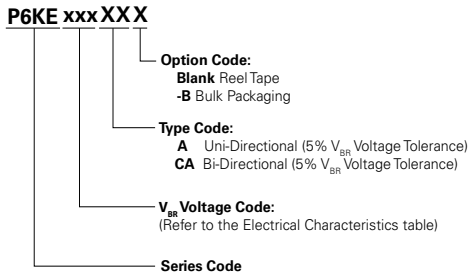 P6KE xxx XX X
Option Code:
Blank Reel Tape
-B Bulk Packaging
Type Code:
A Uni-Directional (5% VBR Voltage Tolerance)
CA Bi-Directional (5% VBR Voltage Tolerance)
VBR Voltage Code:
(Refer to the Electrical Characteristics table)
Series Code